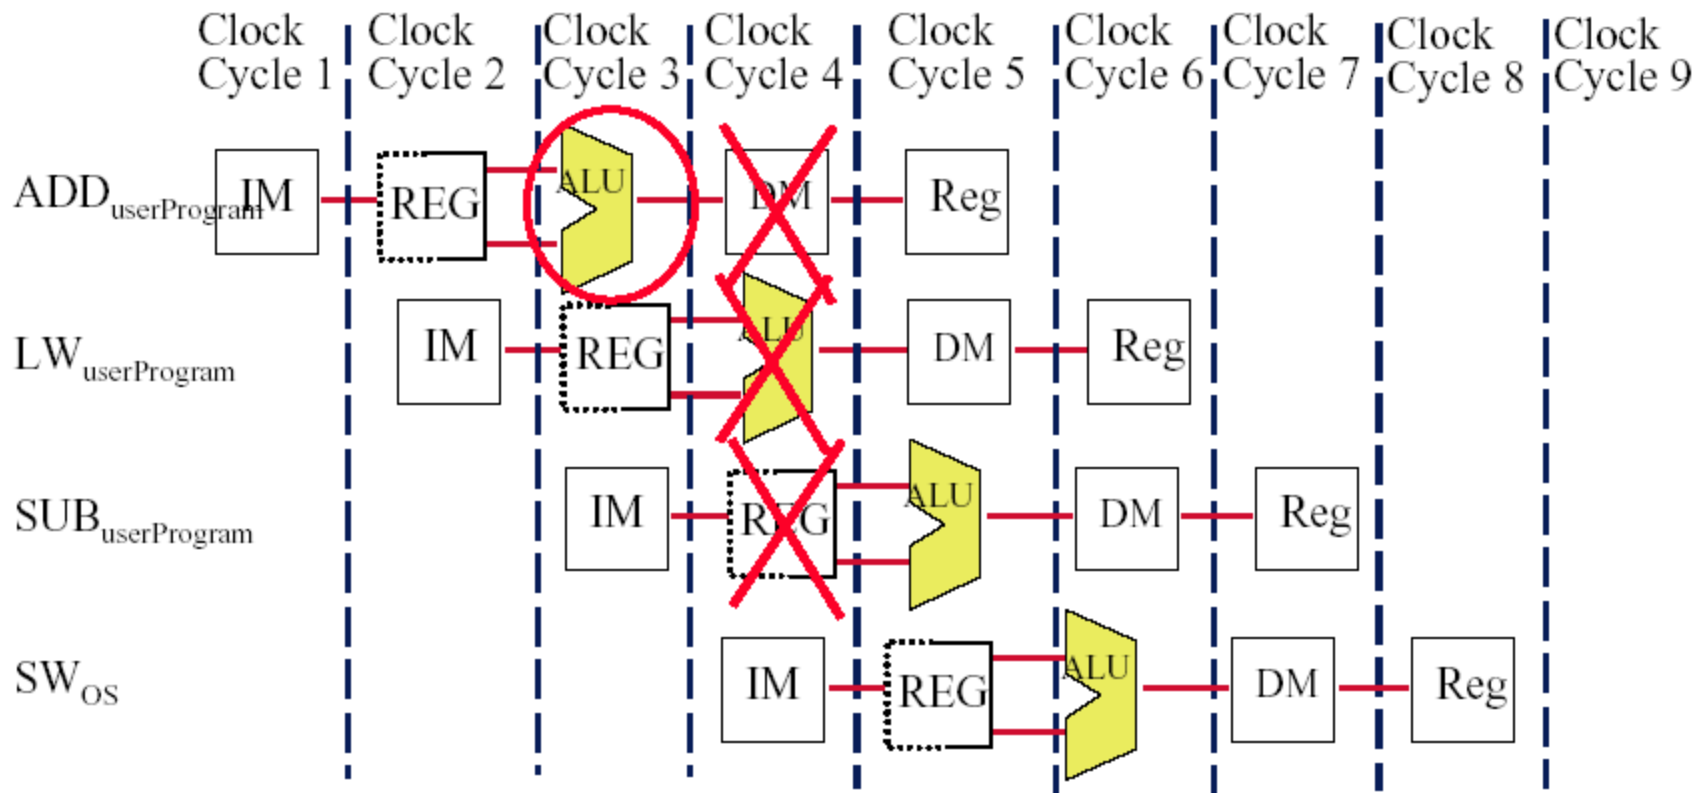 Clock Cycle 1 Clock Cycle 2 Clock Cycle 3 Clock Cycle 4 Clock Cycle 5 Clock Cycle 6 Clock Cycle 7 Clock Cycle 8 Clock Cycle 9
ADDuserProgram IM REG ALU DM Reg
LWuserProgram IM REG ALU DM Reg
SUBuserProgram IM REG ALU DM Reg
SWOS IM REG ALU DM Reg